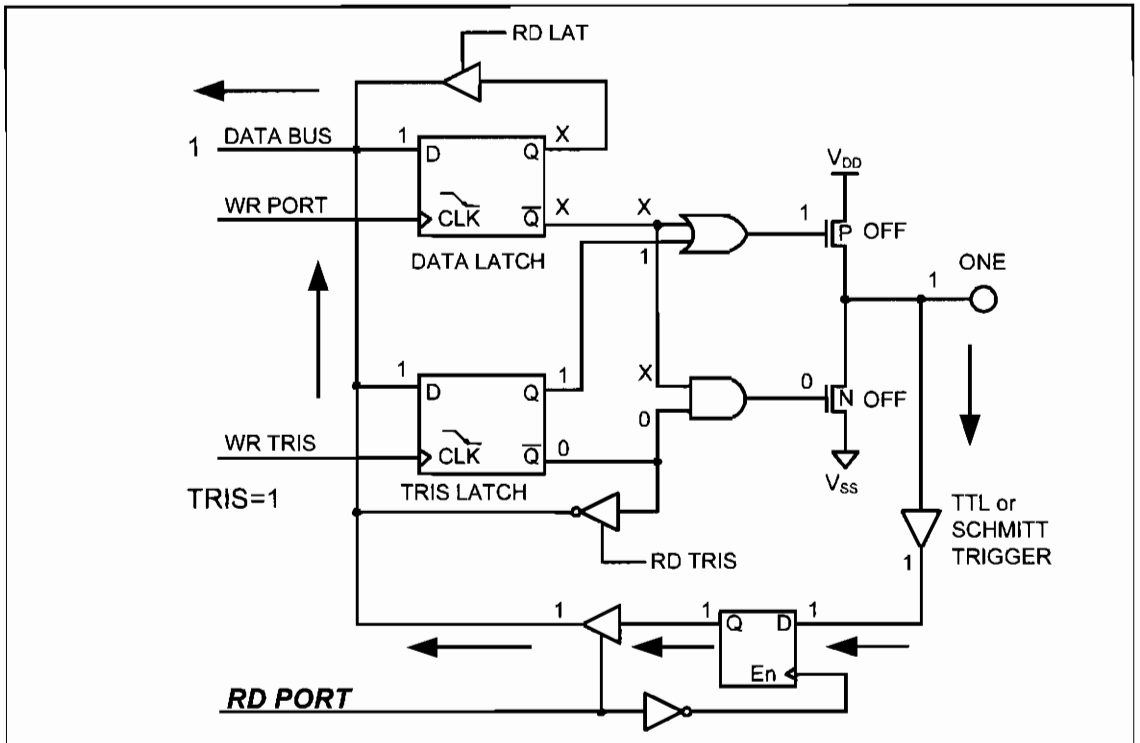 RD LAT
1 DATA BUS 1 D Q X
WR PORT CLK Q X X
DATA LATCH
1
1
V_DD
P OFF
ONE
1
1 D Q 1
WR TRIS CLK Q 0
TRIS LATCH
TRIS=1
X
0
0
N OFF
V_SS
TTL or
SCHMITT
TRIGGER
1
RD TRIS
1 1 Q D 1
En
RD PORT